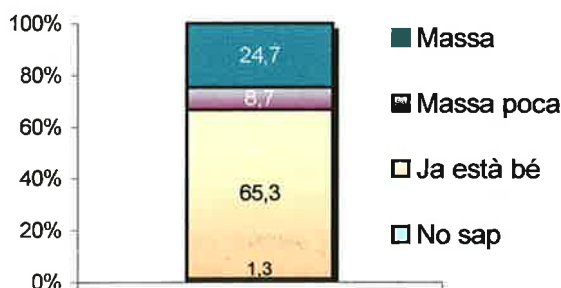 100%
80%
60%
40%
20%
0%
24,7
8,7
65,3
1,3
Massa
Massa poca
Ja està bé
No sap